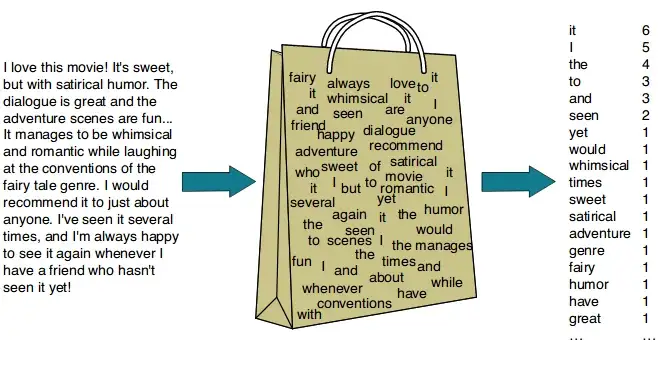 I love this movie! It's sweet,
but with satirical humor. The
dialogue is great and the
adventure scenes are fun...
It manages to be whimsical
and romantic while laughing
at the conventions of the
fairy tale genre. I would
recommend it to just about
anyone. I've seen it several
times, and I'm always happy
to see it again whenever I
have a friend who hasn't
seen it yet!
fairy always love to it
it whimsical it I
and seen are anyone
friend happy dialogue
adventure recommend
who sweet of satirical
it I but to movie it
romantic I
several yet
again it the humor
the seen would
to scenes I the manages
fun I the times and
and about while
whenever have
conventions
with
it 6
I 5
the 4
to 3
and 3
seen 2
yet 1
would 1
whimsical 1
times 1
sweet 1
satirical 1
adventure 1
genre 1
fairy 1
humor 1
have 1
great 1
... ...